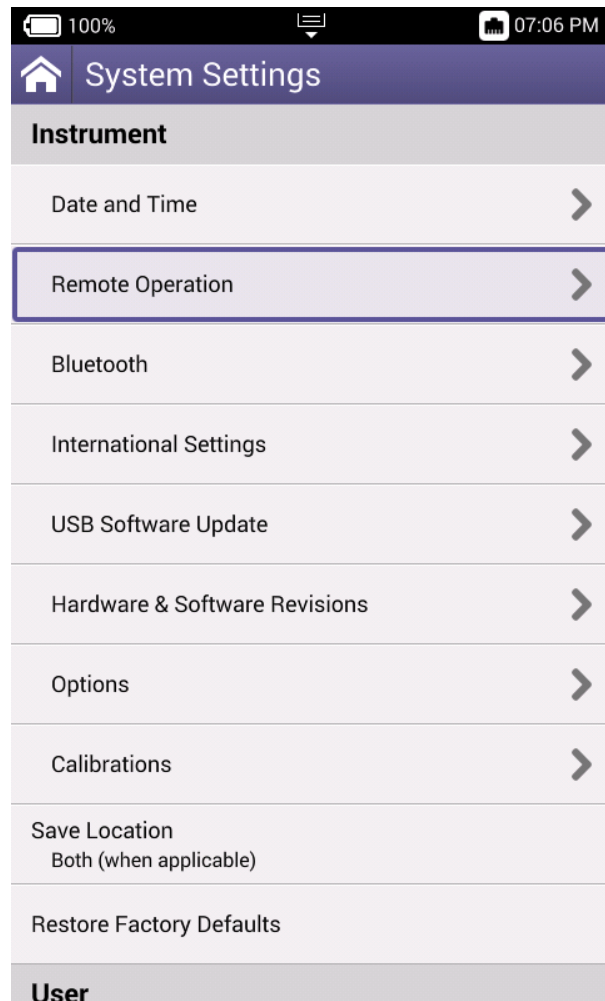 100%
07:06 PM
System Settings
Instrument
Date and Time
Remote Operation
Bluetooth
International Settings
USB Software Update
Hardware & Software Revisions
Options
Calibrations
Save Location
Both (when applicable)
Restore Factory Defaults
User